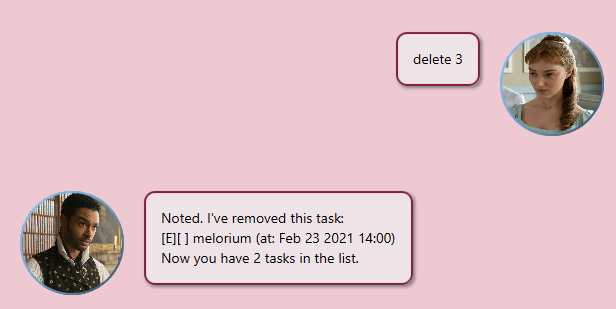 delete 3
Noted. I've removed this task:
[E][ ] melorium (at: Feb 23 2021 14:00)
Now you have 2 tasks in the list.